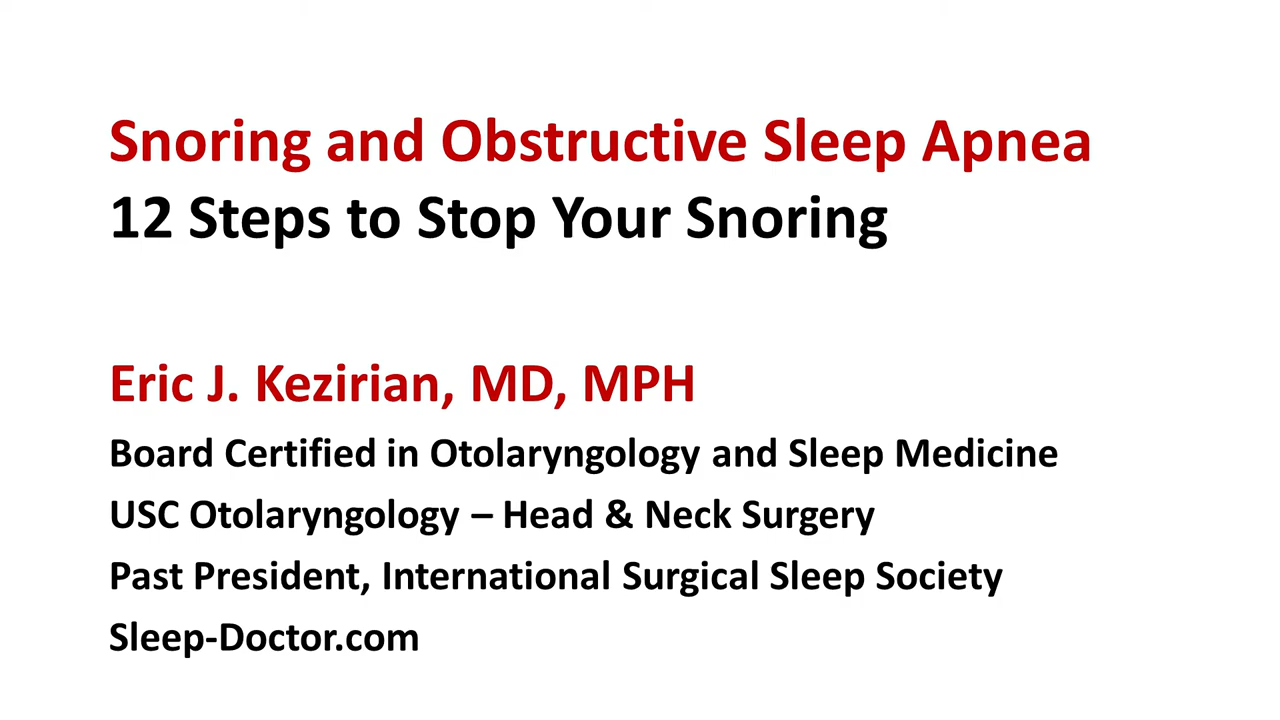 Snoring and Obstructive Sleep Apnea
12 Steps to Stop Your Snoring
Eric J. Kezirian, MD, MPH
Board Certified in Otolaryngology and Sleep Medicine
USC Otolaryngology – Head & Neck Surgery
Past President, International Surgical Sleep Society
Sleep-Doctor.com